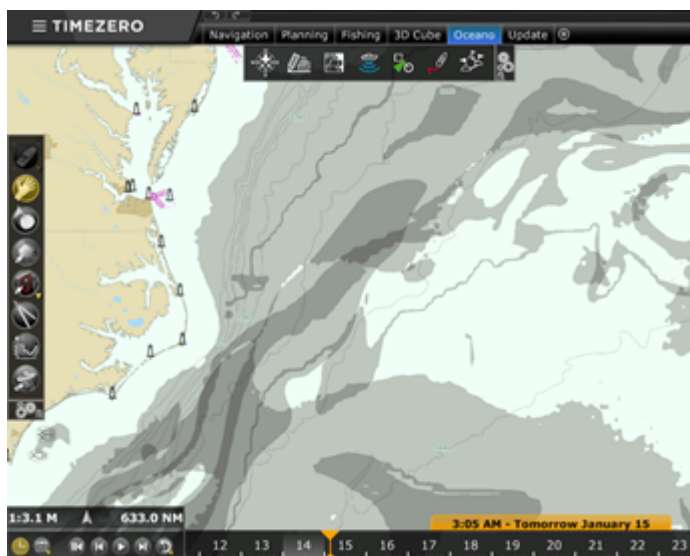 TIMEZERO
Navigation Planning Fishing 3D Cube Oceano Update
1:3.1 M 633.0 NM
3:05 AM - Tomorrow January 15
12 13 14 15 16 17 18 19 20 21 22 23